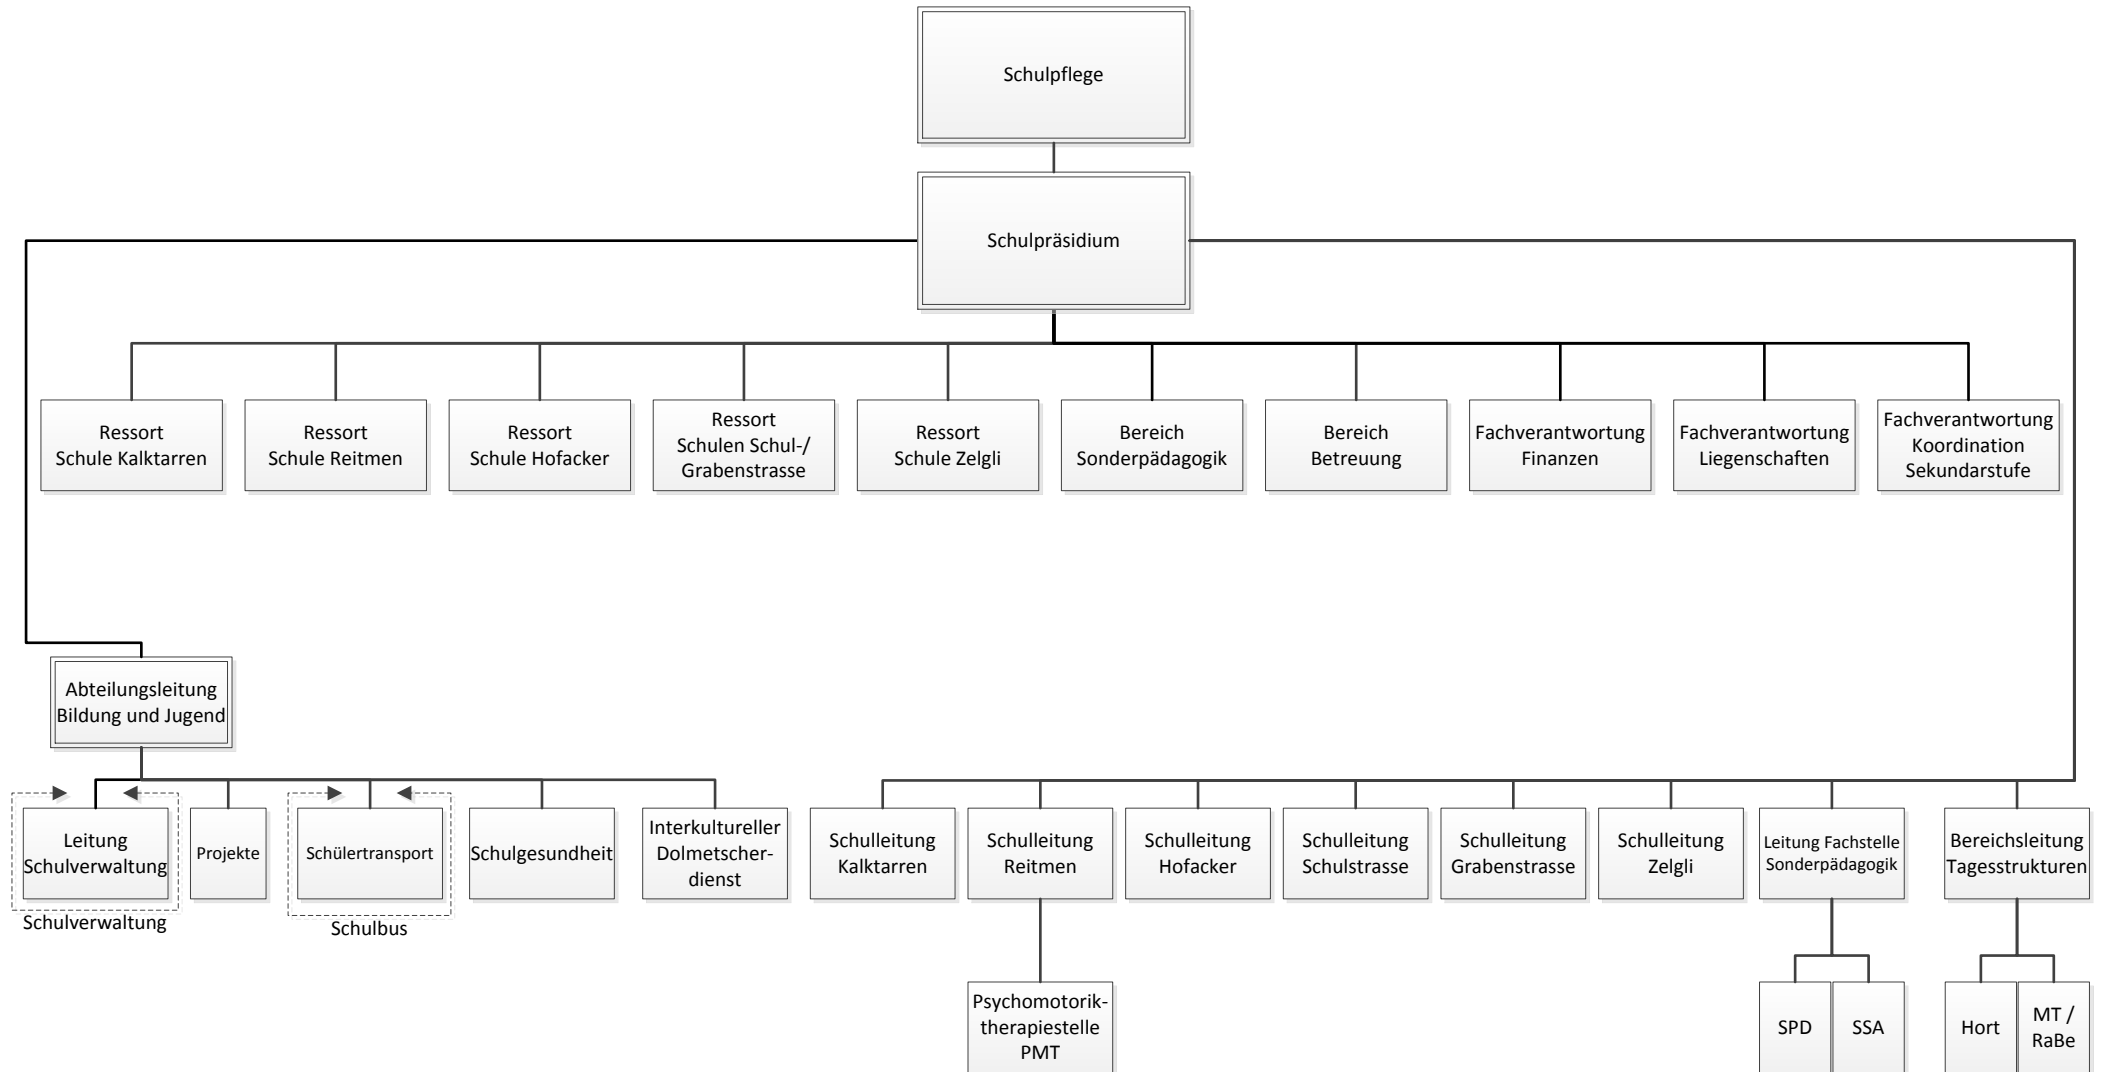 Schulpflege
Schulpräsidium
Ressort
Schule Kalktarren
Ressort
Schule Reitmen
Ressort
Schule Hofacker
Ressort
Schulen Schul-/
Grabenstrasse
Ressort
Schule Zelgli
Bereich
Sonderpädagogik
Bereich
Betreuung
Fachverantwortung
Finanzen
Fachverantwortung
Liegenschaften
Fachverantwortung
Koordination
Sekundarstufe
Abteilungsleitung
Bildung und Jugend
Leitung
Schulverwaltung
Schulverwaltung
Projekte
Schülertransport
Schulbus
Schulgesundheit
Interkultureller
Dolmetscher-
dienst
Schulleitung
Kalktarren
Schulleitung
Reitmen
Schulleitung
Hofacker
Schulleitung
Schulstrasse
Schulleitung
Grabenstrasse
Schulleitung
Zelgli
Leitung Fachstelle
Sonderpädagogik
Bereichsleitung
Tagesstrukturen
Psychomotorik-
therapiestelle
PMT
SPD
SSA
Hort
MT /
RaBe